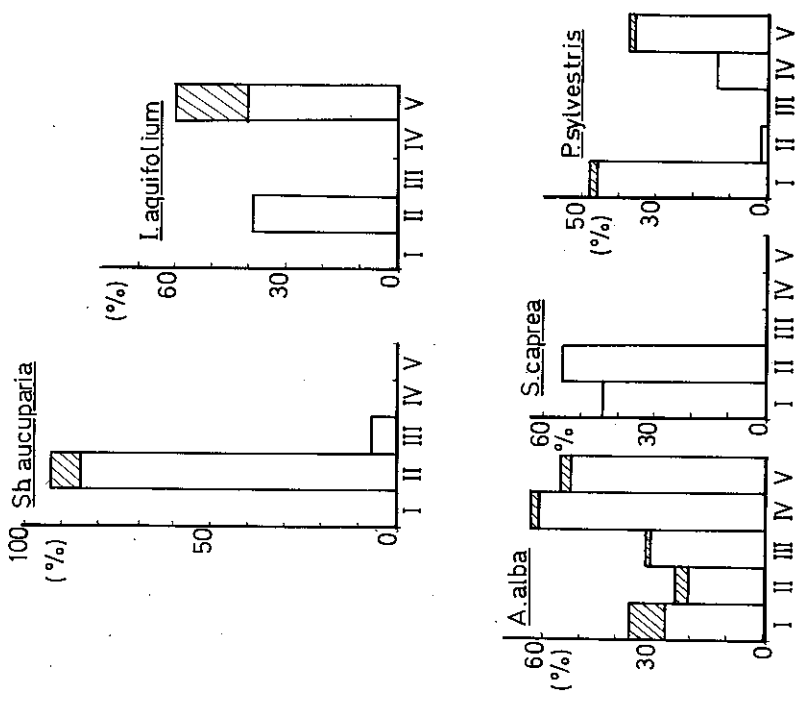 Sb. aucuparia
100
(%)
50
0
I II III IV V
I. aquifolium
(%)
60
30
0
I II III IV V
A. alba
60
(%)
30
0
I II III IV V
S. caprea
60
%
30
0
I II III IV V
P. sylvestris
50
(%)
30
0
I II III IV V